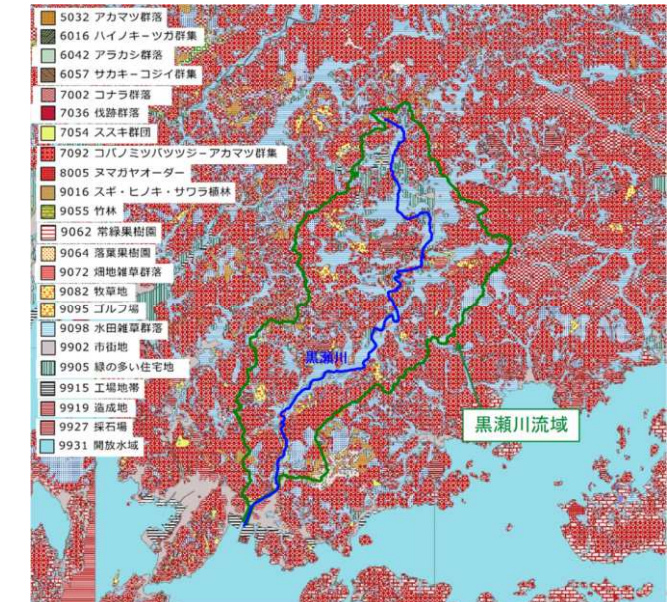 5032 アカマツ群落
6016 ハイノキ－ツガ群集
6042 アラカシ群落
6057 サカキ－コジイ群集
7002 コナラ群落
7036 伐跡群落
7054 ススキ群団
7092 コバノミツバツツジ－アカマツ群集
8005 ヌマガヤオーダー
9016 スギ・ヒノキ・サワラ植林
9055 竹林
9062 常緑果樹園
9064 落葉果樹園
9072 畑地雑草群落
9082 牧草地
9095 ゴルフ場
9098 水田雑草群落
9902 市街地
9905 緑の多い住宅地
9915 工場地帯
9919 造成地
9927 採石場
9931 開放水域
黒瀬川
黒瀬川流域